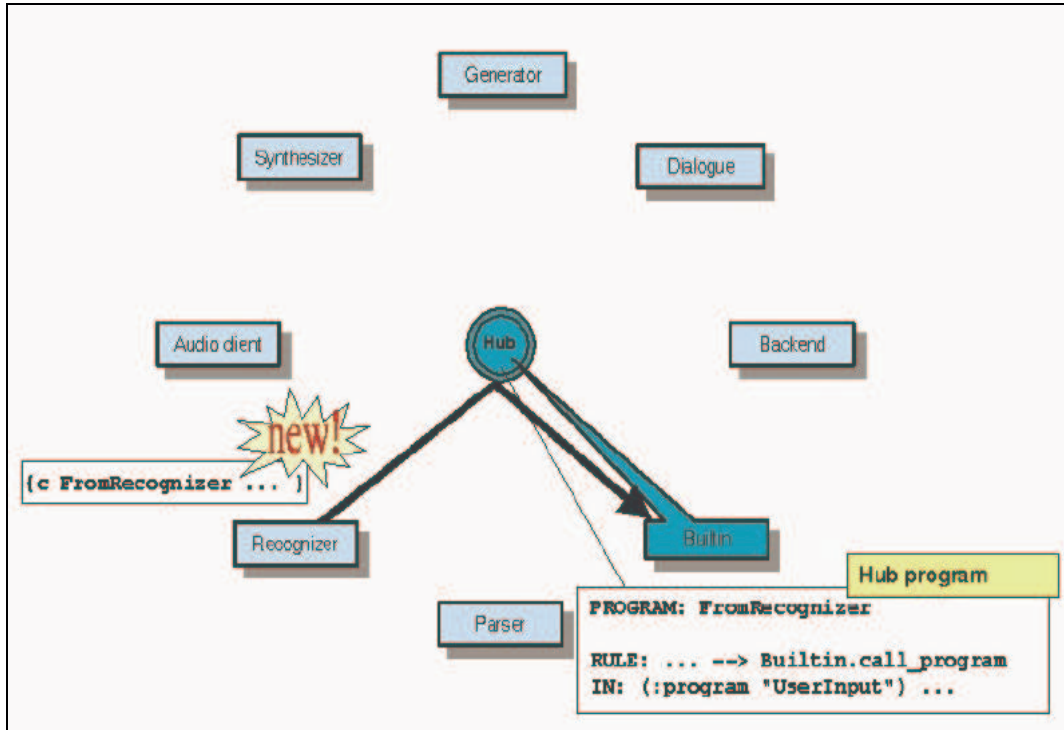 Generator
Synthesizer
Dialogue
Audio client
Hub
Backend
new!
{c FromRecognizer ... }
Recognizer
Builtin
Hub program
Parser
PROGRAM: FromRecognizer
RULE: ... --> Builtin.call_program
IN: (:program "UserInput") ...